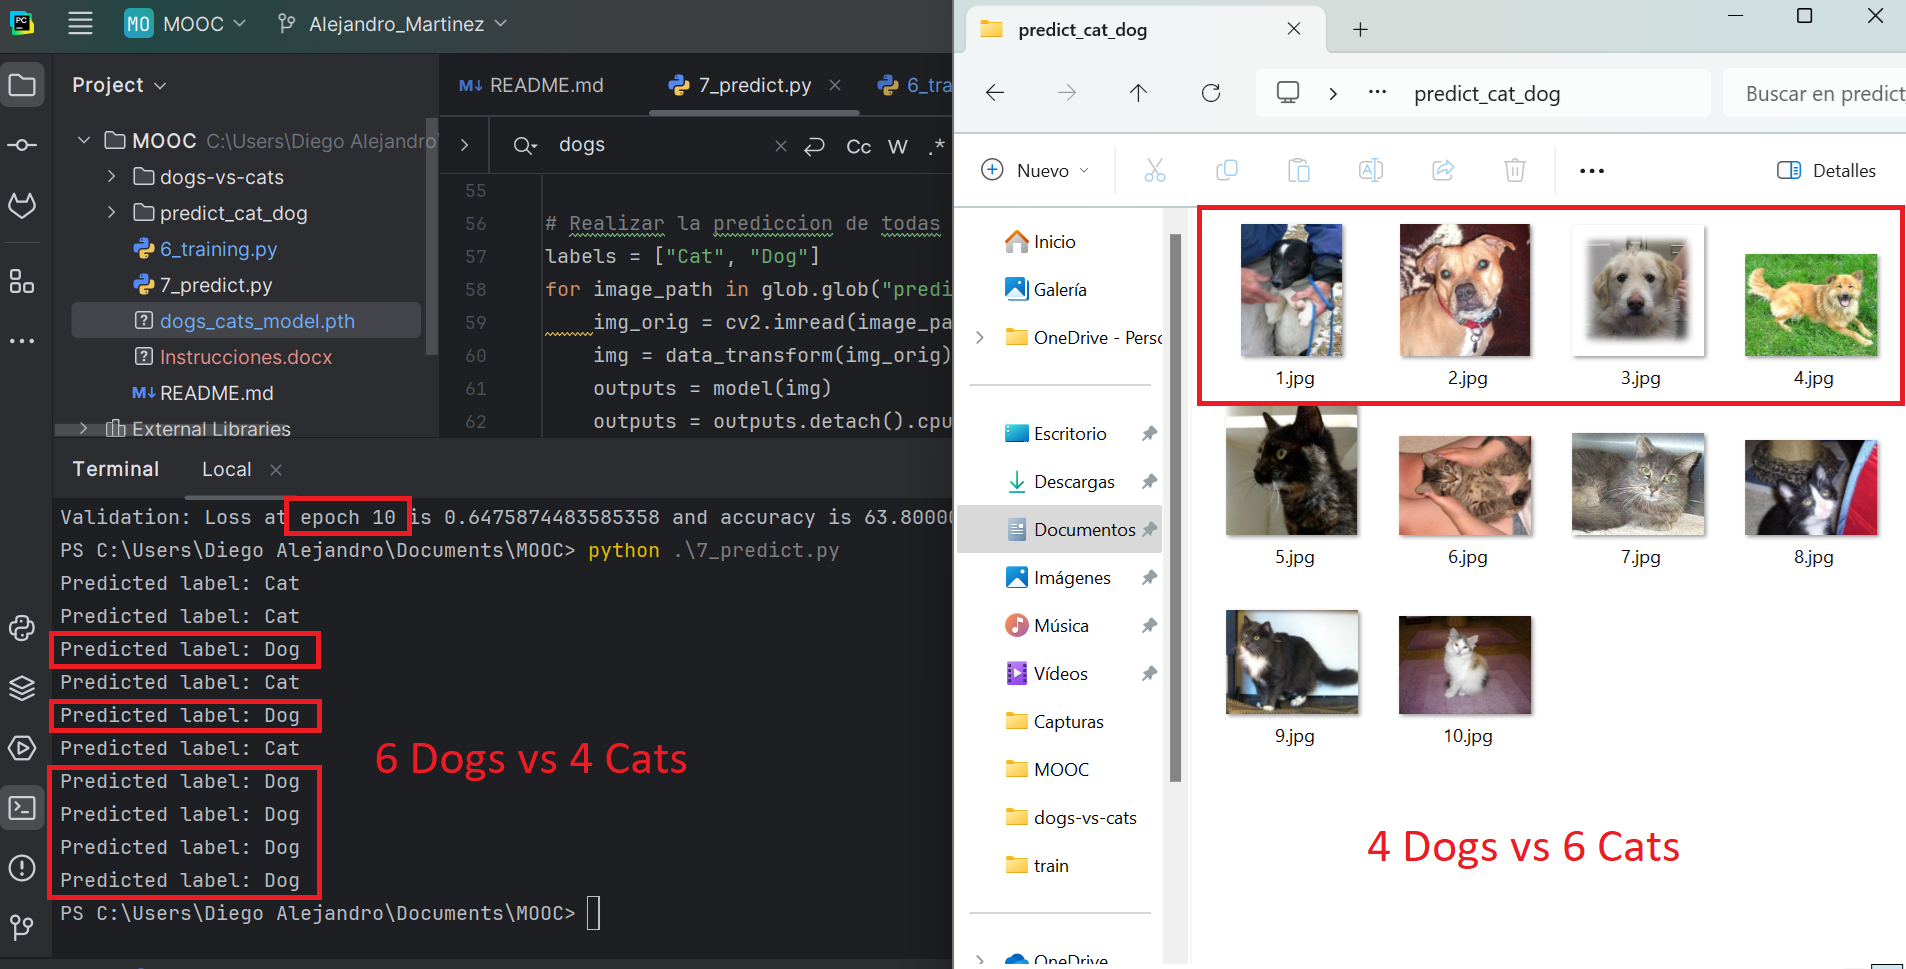 MO MOOC Alejandro_Martinez
Project
MOOC C:\Users\Diego Alejandro\
dogs-vs-cats
predict_cat_dog
6_training.py
7_predict.py
dogs_cats_model.pth
Instrucciones.docx
README.md
External Libraries
README.md 7_predict.py 6_tra
dogs Cc W .*
55
56 # Realizar la prediccion de todas
57 labels = ["Cat", "Dog"]
58 for image_path in glob.glob("predi
59 img_orig = cv2.imread(image_pa
60 img = data_transform(img_orig)
61 outputs = model(img)
62 outputs = outputs.detach().cpu
Terminal Local
Validation: Loss at epoch 10 is 0.6475874483585358 and accuracy is 63.80000
PS C:\Users\Diego Alejandro\Documents\MOOC> python .\7_predict.py
Predicted label: Cat
Predicted label: Cat
Predicted label: Dog
Predicted label: Cat
Predicted label: Dog
Predicted label: Cat
Predicted label: Dog
Predicted label: Dog
Predicted label: Dog
Predicted label: Dog
PS C:\Users\Diego Alejandro\Documents\MOOC>
6 Dogs vs 4 Cats
predict_cat_dog
predict_cat_dog
Buscar en predict
Nuevo
Detalles
Inicio
Galería
OneDrive - Perso
Escritorio
Descargas
Documentos
Imágenes
Música
Vídeos
Capturas
MOOC
dogs-vs-cats
train
OneDrive
1.jpg 2.jpg 3.jpg 4.jpg
5.jpg 6.jpg 7.jpg 8.jpg
9.jpg 10.jpg
4 Dogs vs 6 Cats